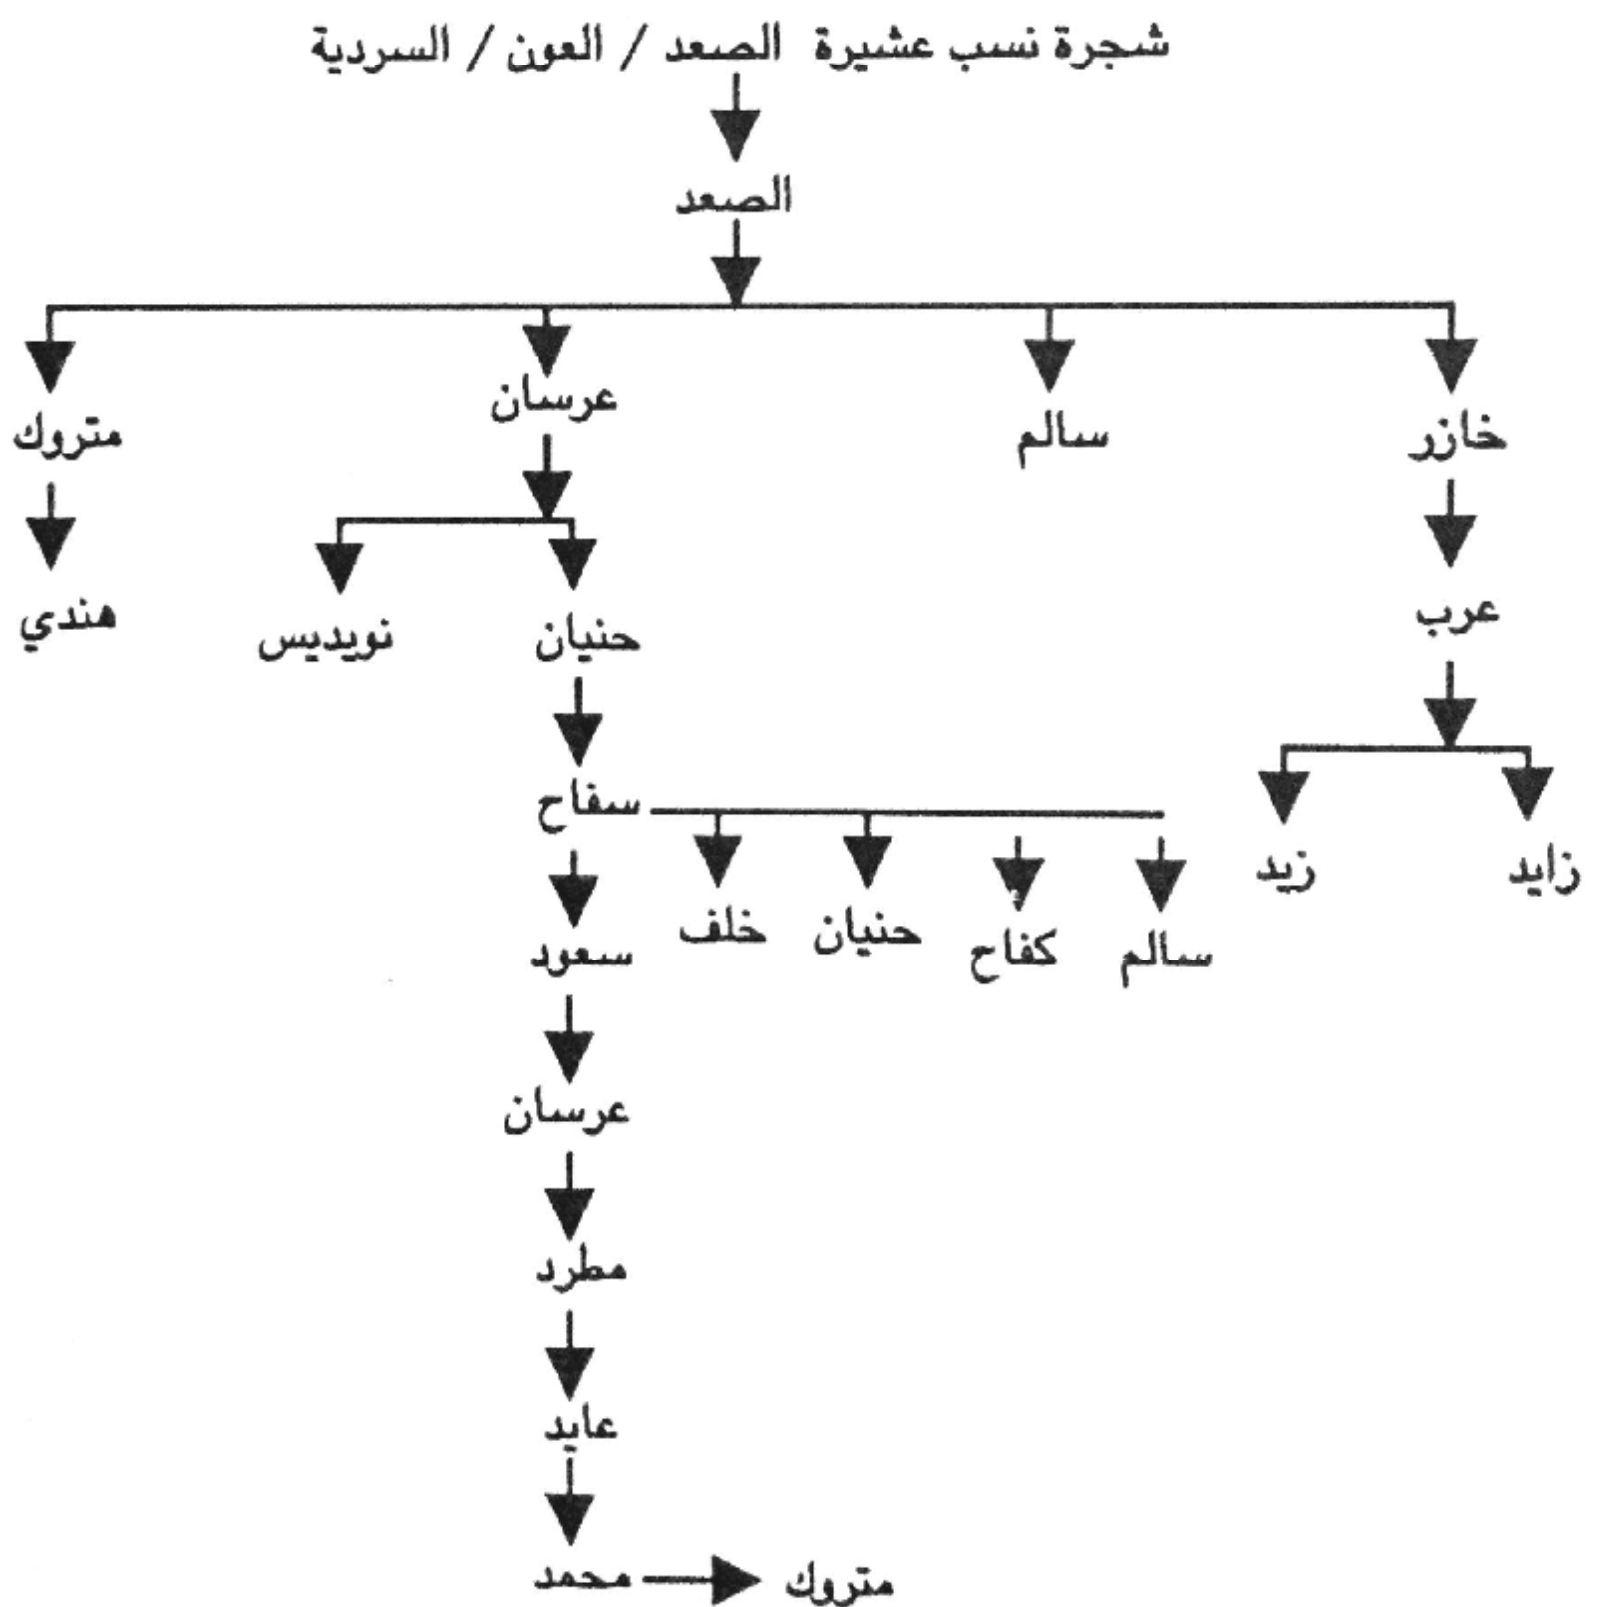 شجرة نسب عشيرة الصعد / العون / السردية
الصعد
خازر سالم عرسان متروك
عرب حنيان نويديس هندي
زايد زيد سالم كفاح حنيان خلف سفاح
سعود
عرسان
مطرد
عايد
محمد متروك